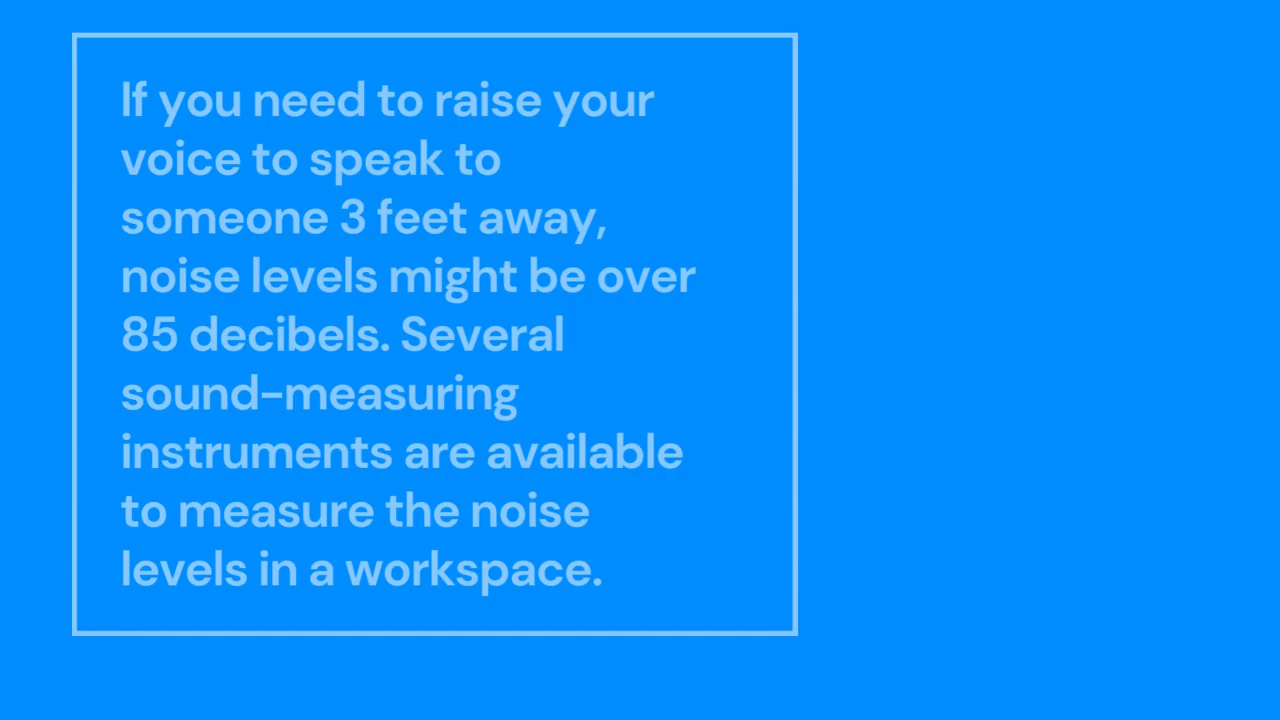 If you need to raise your
voice to speak to
someone 3 feet away,
noise levels might be over
85 decibels. Several
sound-measuring
instruments are available
to measure the noise
levels in a workspace.